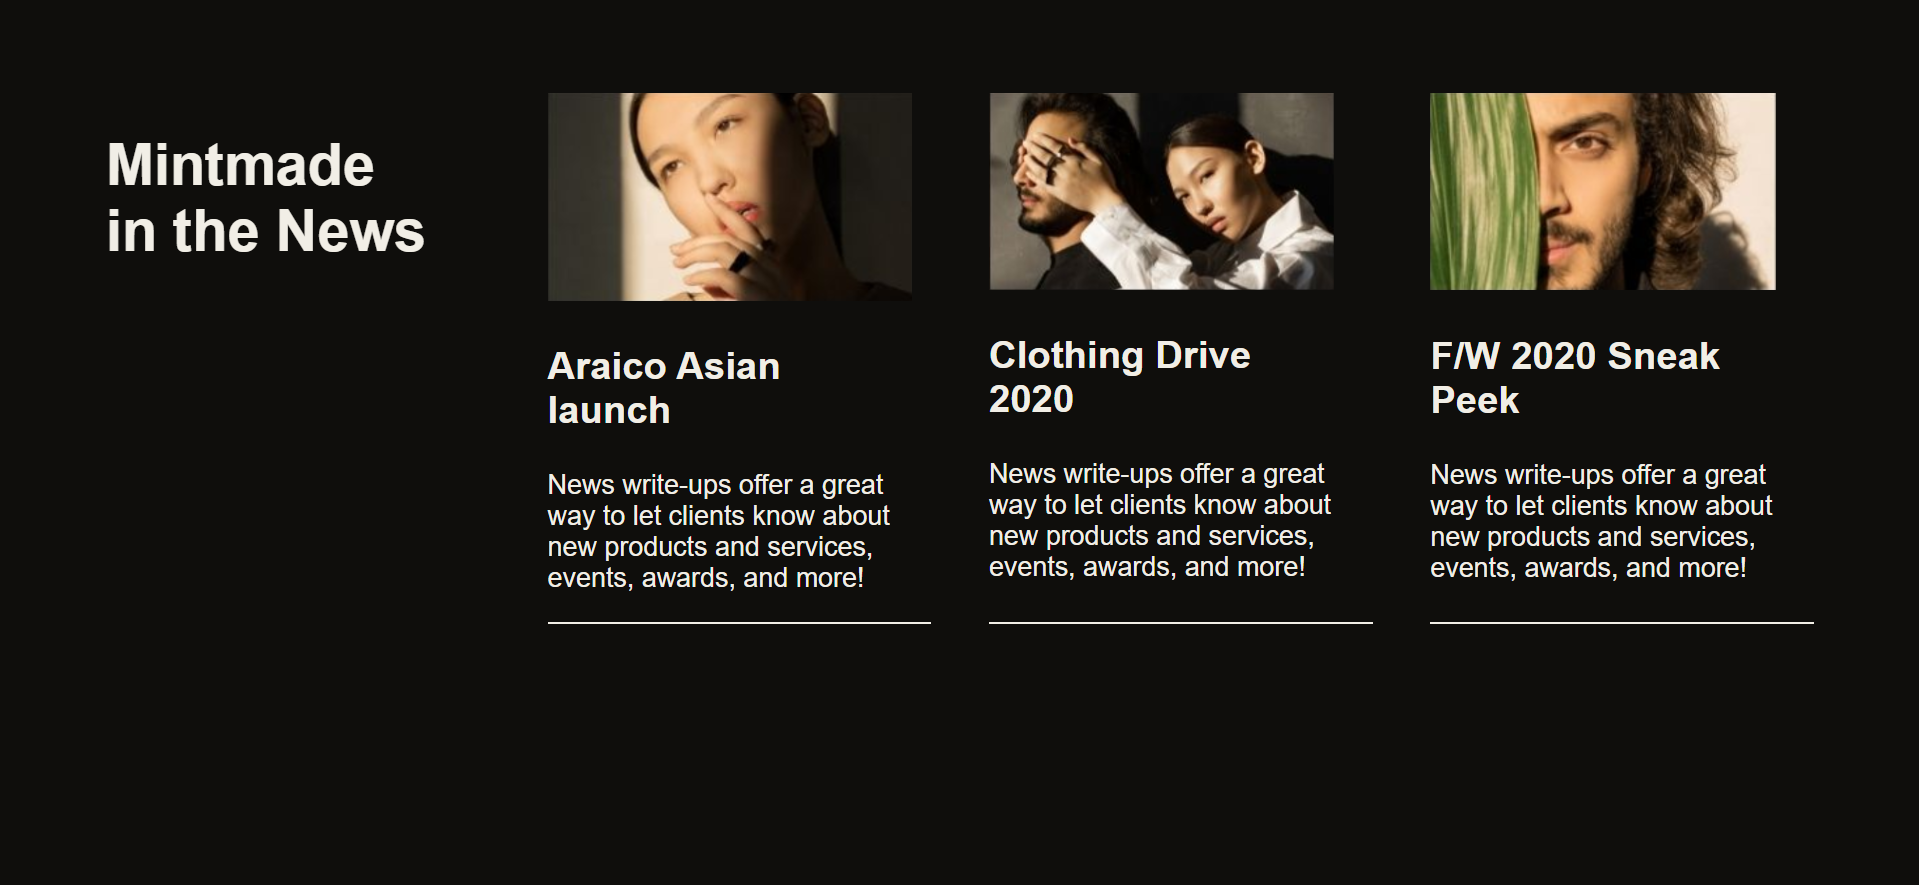 Mintmade
in the News
Araico Asian
launch
News write-ups offer a great
way to let clients know about
new products and services,
events, awards, and more!
Clothing Drive
2020
News write-ups offer a great
way to let clients know about
new products and services,
events, awards, and more!
F/W 2020 Sneak
Peek
News write-ups offer a great
way to let clients know about
new products and services,
events, awards, and more!